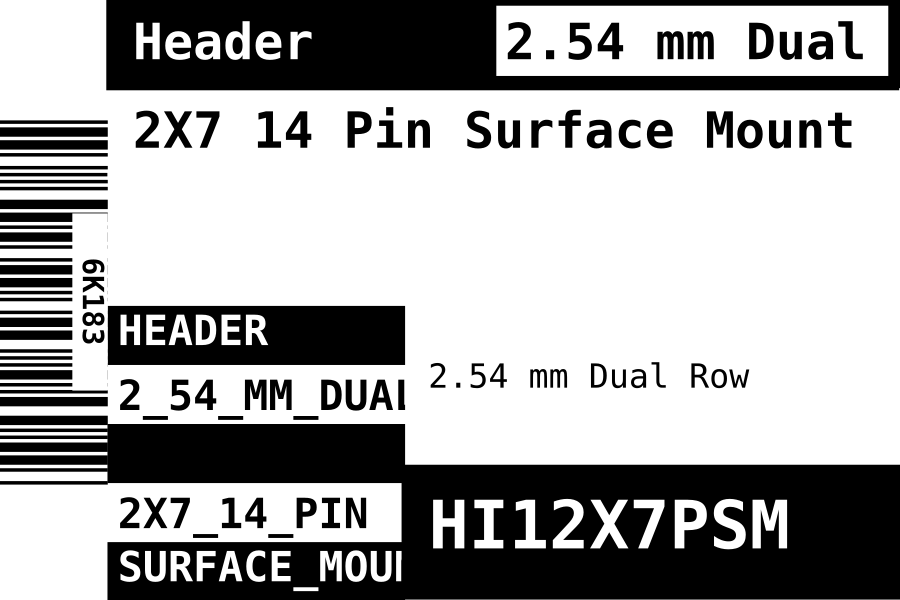 Header
2.54 mm Dual
2X7 14 Pin Surface Mount
6K183
HEADER
2_54_MM_DUAL
2.54 mm Dual Row
2X7_14_PIN
SURFACE_MOU
HI12X7PSM